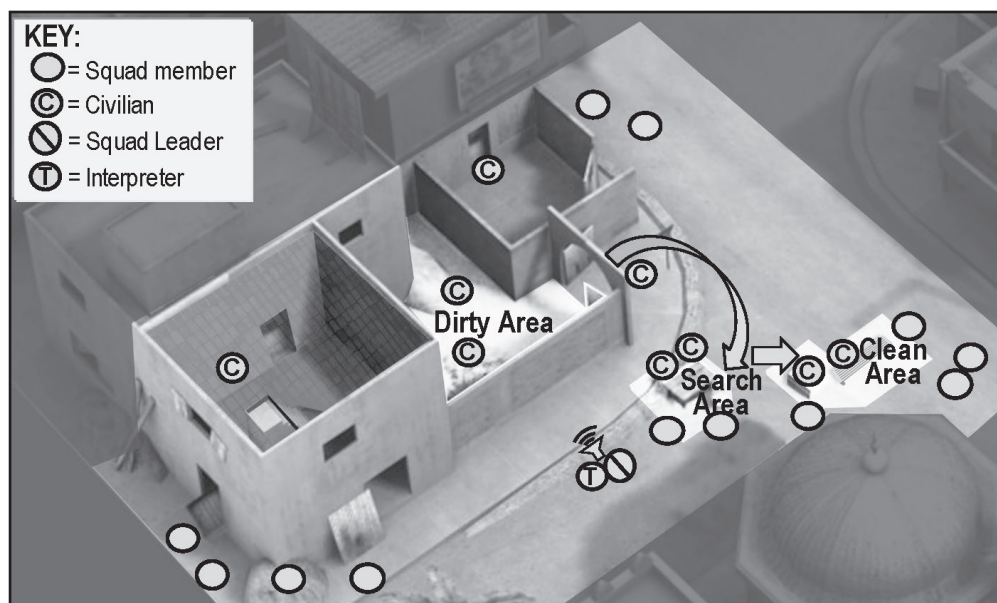 KEY:
= Squad member
C = Civilian
= Squad Leader
T = Interpreter
C
C
C
Dirty Area
C
C
C
C
Search
Area
C
C
Clean
Area
T